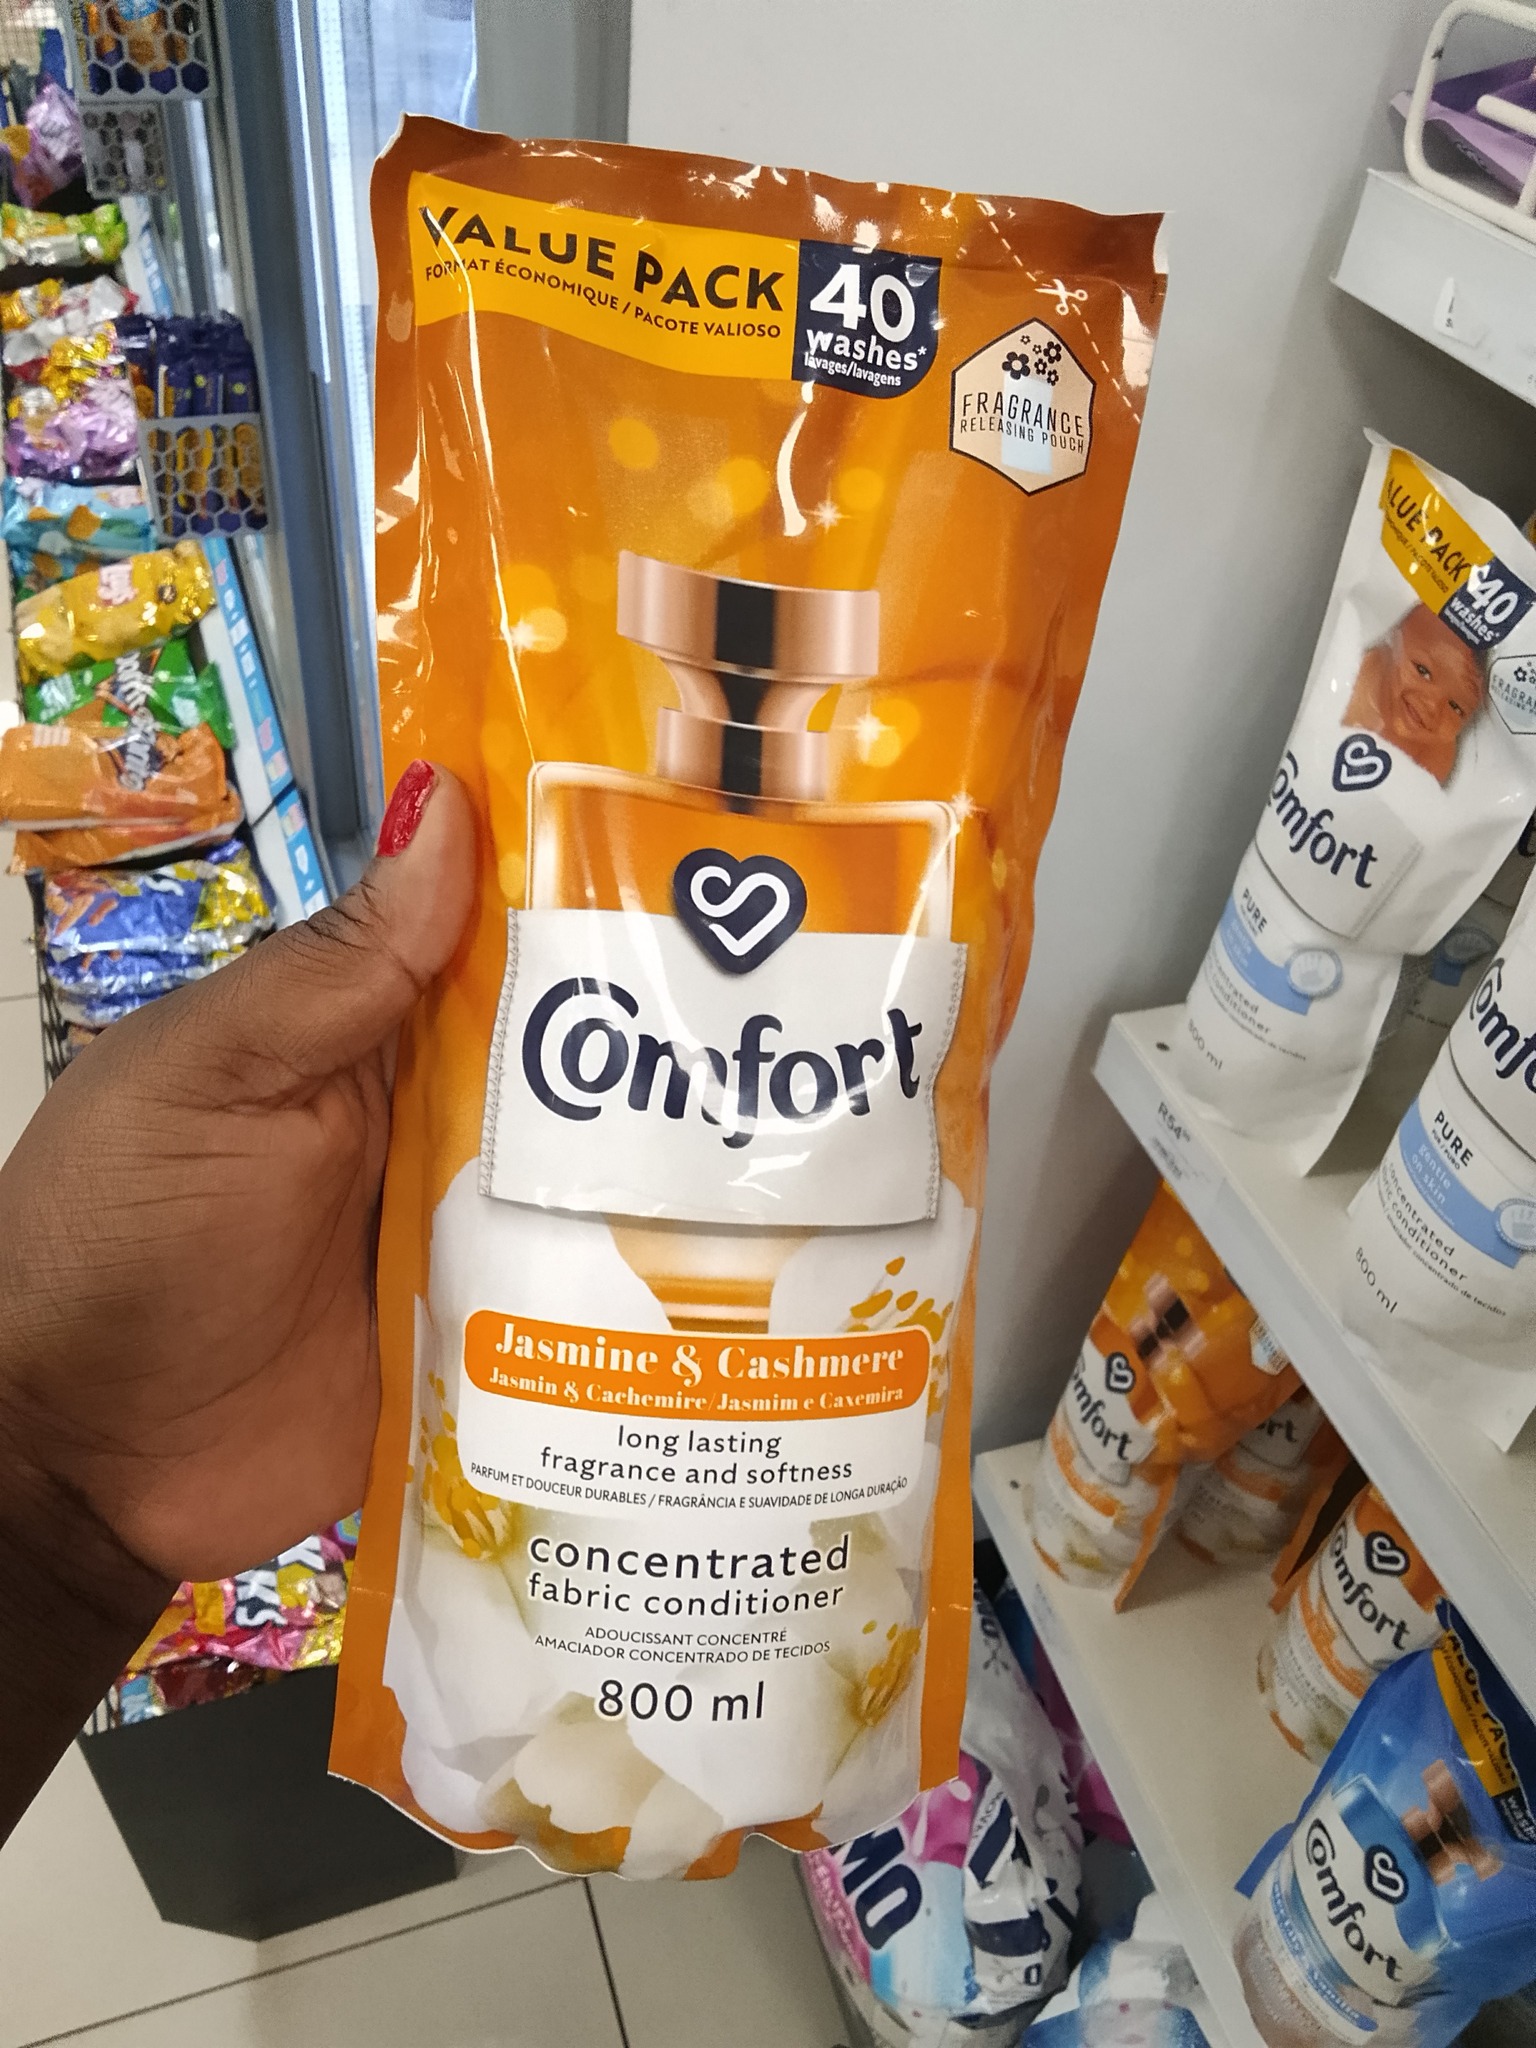 VALUE PACK
FORMAT ÉCONOMIQUE / PACOTE VALIOSO
40
washes*
lavages/lavagens
FRAGRANCE
RELEASING POUCH
Comfort
Jasmine & Cashmere
Jasmin & Cachemire/Jasmim e Caxemira
long lasting
fragrance and softness
PARFUM ET DOUCEUR DURABLES / FRAGRÂNCIA E SUAVIDADE DE LONGA DURAÇÃO
concentrated
fabric conditioner
ADOUCISSANT CONCENTRÉ
AMACIADOR CONCENTRADO DE TECIDOS
800 ml
VALUE PACK
40
washes*
Comfort
PURE
800 ml
R54
PURE
gentle
on skin
concentrated
fabric conditioner
800 ml
Comfort
Comfort
Comfort